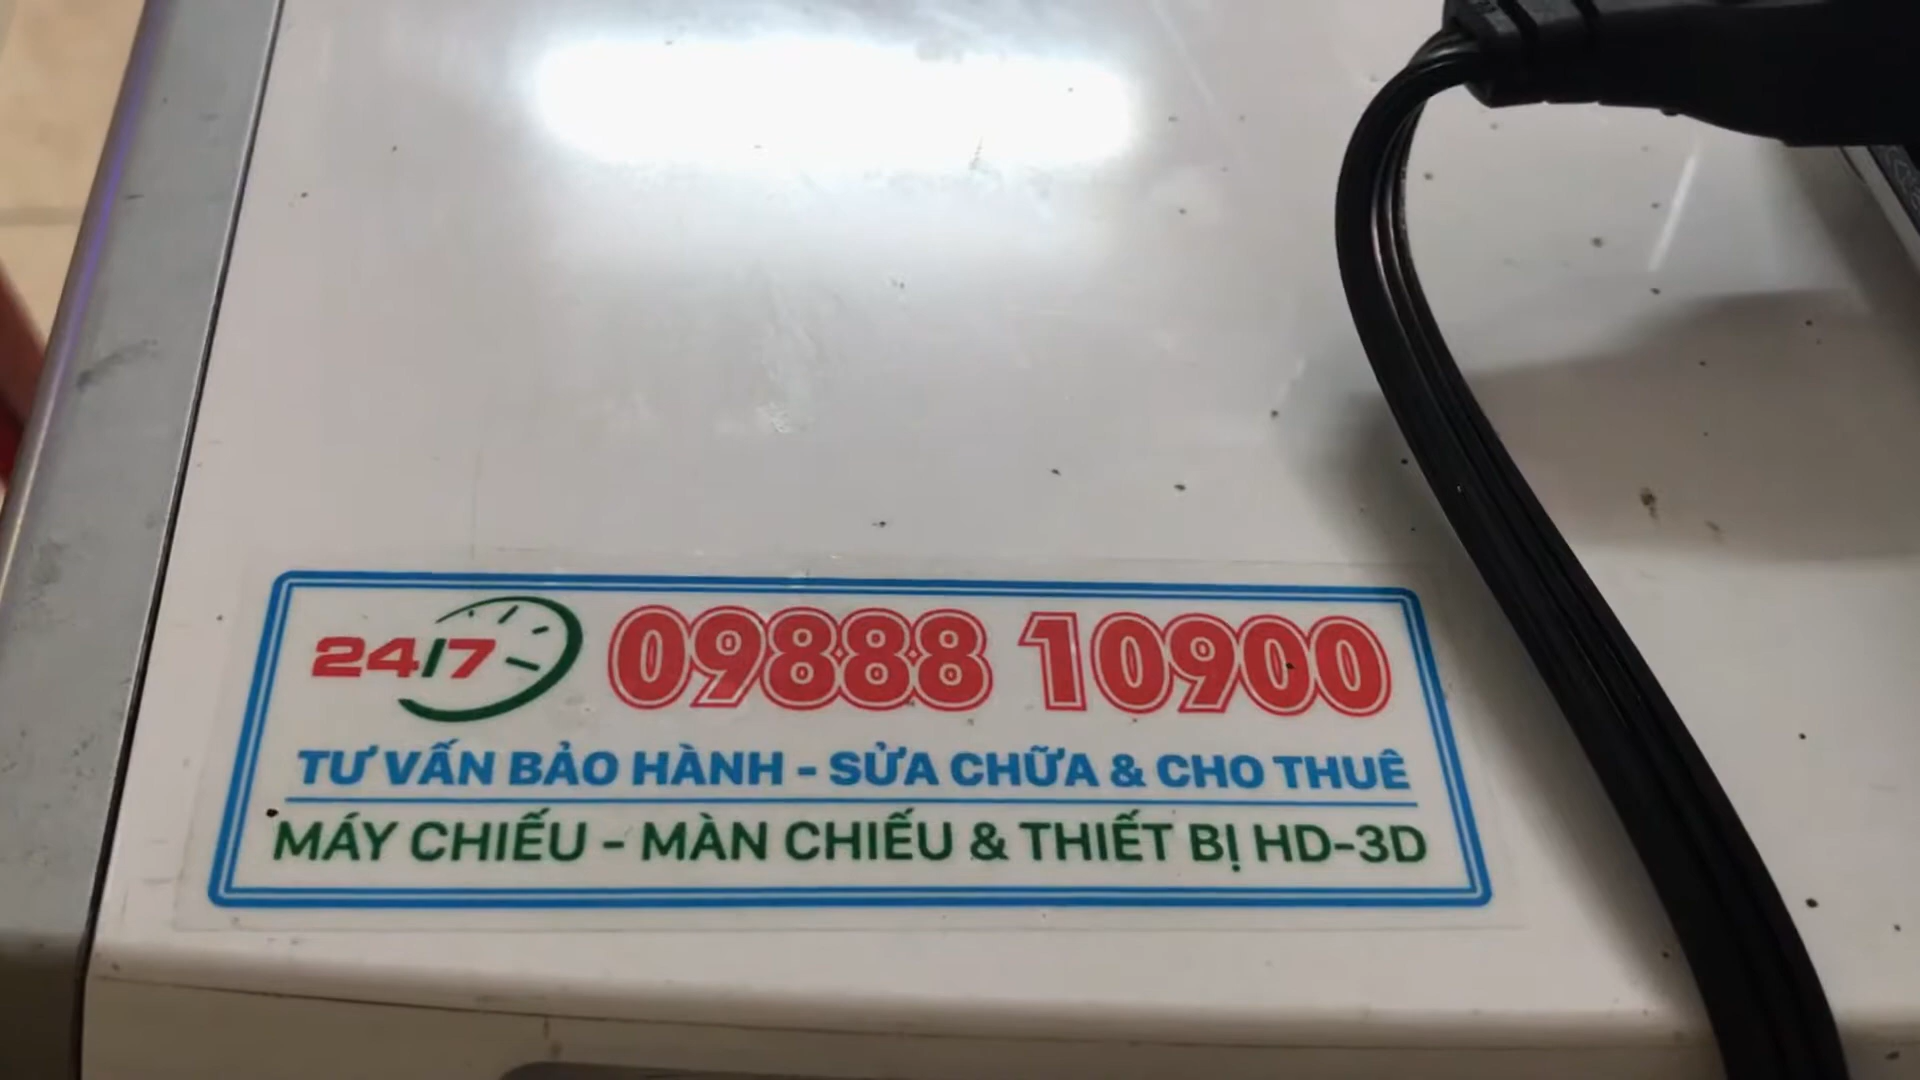 24/7 09888 10900
TƯ VẤN BẢO HÀNH - SỬA CHỮA & CHO THUÊ
MÁY CHIẾU - MÀN CHIẾU & THIẾT BỊ HD-3D